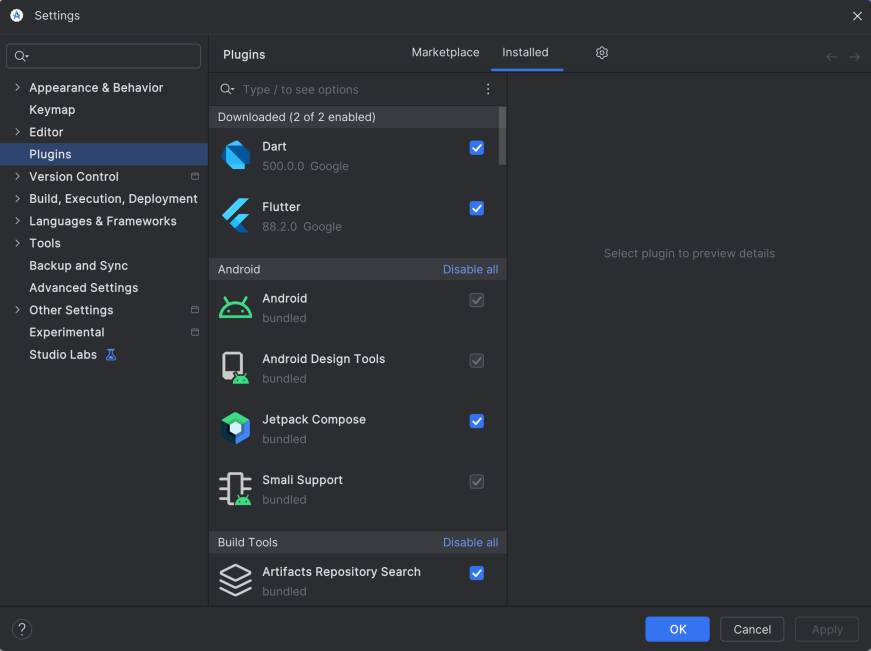 Settings
Appearance & Behavior
Keymap
Editor
Plugins
Version Control
Build, Execution, Deployment
Languages & Frameworks
Tools
Backup and Sync
Advanced Settings
Other Settings
Experimental
Studio Labs
Plugins
Marketplace
Installed
Type / to see options
Downloaded (2 of 2 enabled)
Dart
500.0.0 Google
Flutter
88.2.0 Google
Android Disable all
Android
bundled
Android Design Tools
bundled
Jetpack Compose
bundled
Smali Support
bundled
Build Tools Disable all
Artifacts Repository Search
bundled
Select plugin to preview details
?
OK
Cancel
Apply